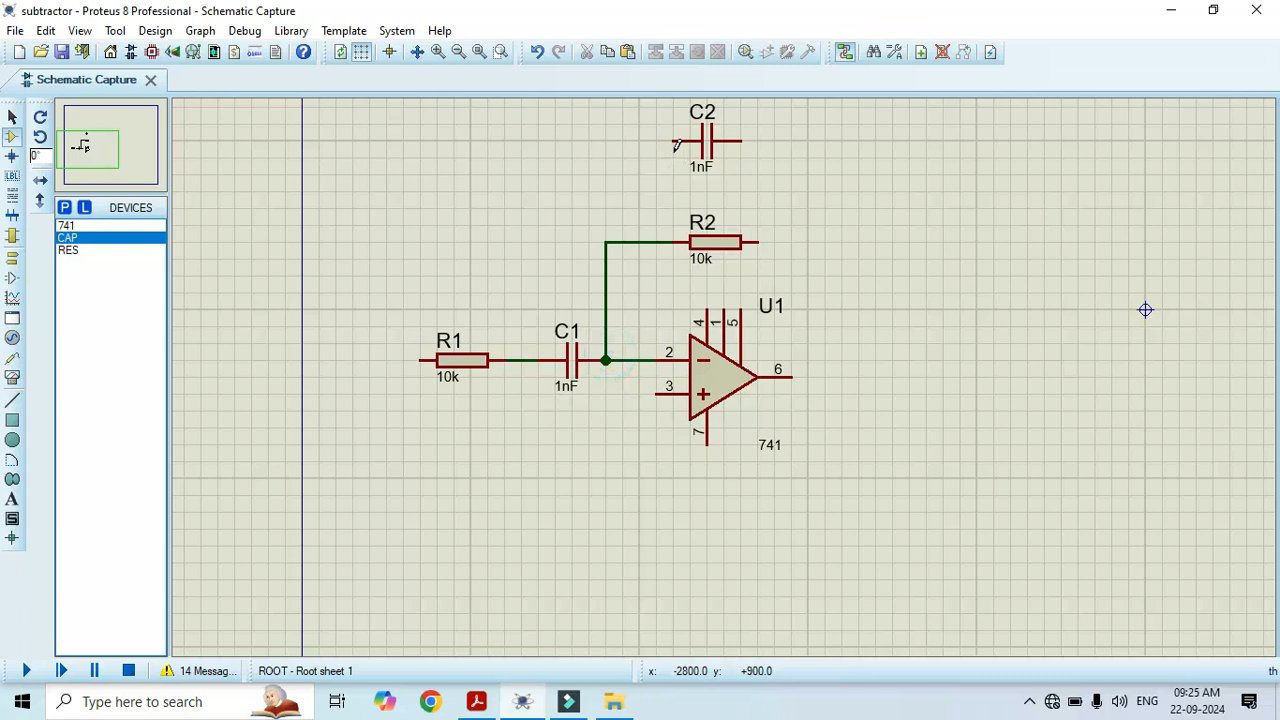 subtractor - Proteus 8 Professional - Schematic Capture
File Edit View Tool Design Graph Debug Library Template System Help
Schematic Capture
0°
P L DEVICES
741
CAP
RES
C2
1nF
R2
10k
U1
4 1 5
R1
10k
C1
1nF
2
3
6
7
741
14 Messag...
ROOT - Root sheet 1
x: -2800.0 y: +900.0
th
Type here to search
ENG
09:25 AM
22-09-2024